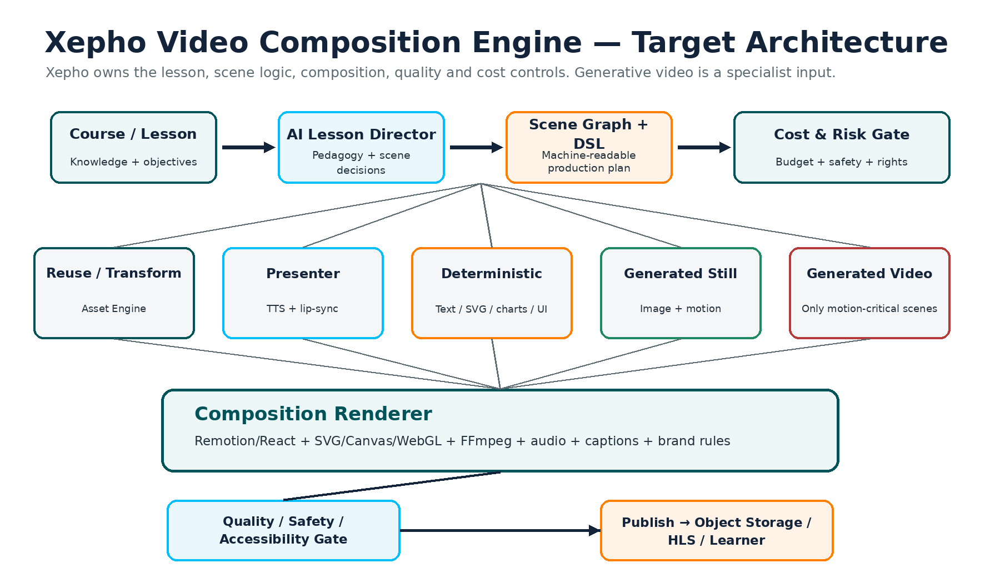 Xepho Video Composition Engine — Target Architecture
Xepho owns the lesson, scene logic, composition, quality and cost controls. Generative video is a specialist input.
Course / Lesson
Knowledge + objectives
AI Lesson Director
Pedagogy + scene
decisions
Scene Graph +
DSL
Machine-readable
production plan
Cost & Risk Gate
Budget + safety + rights
Reuse / Transform
Asset Engine
Presenter
TTS + lip-sync
Deterministic
Text / SVG / charts / UI
Generated Still
Image + motion
Generated Video
Only motion-critical scenes
Composition Renderer
Remotion/React + SVG/Canvas/WebGL + FFmpeg + audio + captions + brand rules
Quality / Safety /
Accessibility Gate
Publish → Object Storage /
HLS / Learner